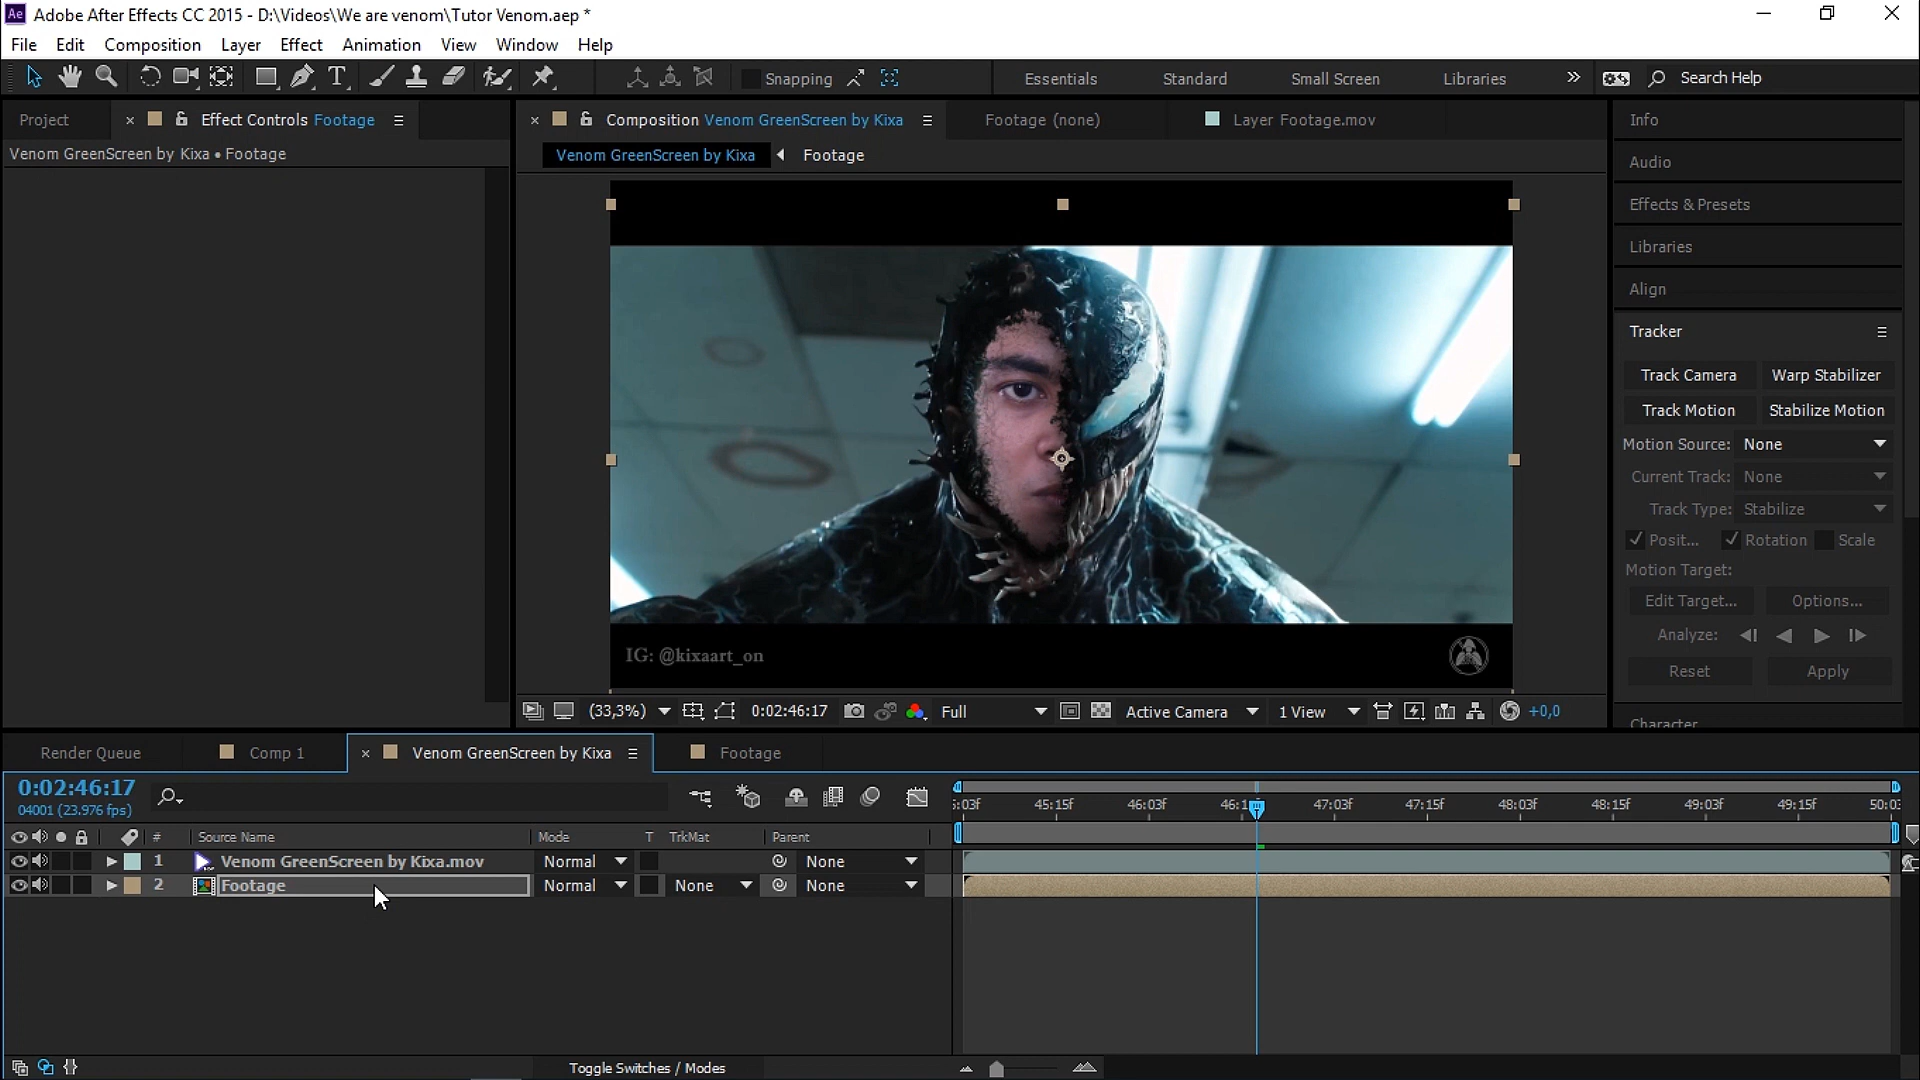 Ae Adobe After Effects CC 2015 - D:\Videos\We are venom\Tutor Venom.aep *
File Edit Composition Layer Effect Animation View Window Help
T Snapping Essentials Standard Small Screen Libraries » Search Help
Project × Effect Controls Footage × Composition Venom GreenScreen by Kixa Footage (none) Layer Footage.mov Info
Venom GreenScreen by Kixa • Footage Venom GreenScreen by Kixa Footage
Audio
Effects & Presets
Libraries
Align
Tracker
Track Camera Warp Stabilizer
Track Motion Stabilize Motion
Motion Source: None
Current Track: None
Track Type: Stabilize
Posit... Rotation Scale
Motion Target:
Edit Target... Options...
Analyze:
Reset Apply
IG: @kixaart_on
(33,3%) 0:02:46:17 Full Active Camera 1 View +0,0
Character
Render Queue Comp 1 × Venom GreenScreen by Kixa Footage
0:02:46:17
04001 (23.976 fps)
5:03f 45:15f 46:03f 46:1 47:03f 47:15f 48:03f 48:15f 49:03f 49:15f 50:03
# Source Name Mode T TrkMat Parent
1 Venom GreenScreen by Kixa.mov Normal None
2 Footage Normal None None
Toggle Switches / Modes